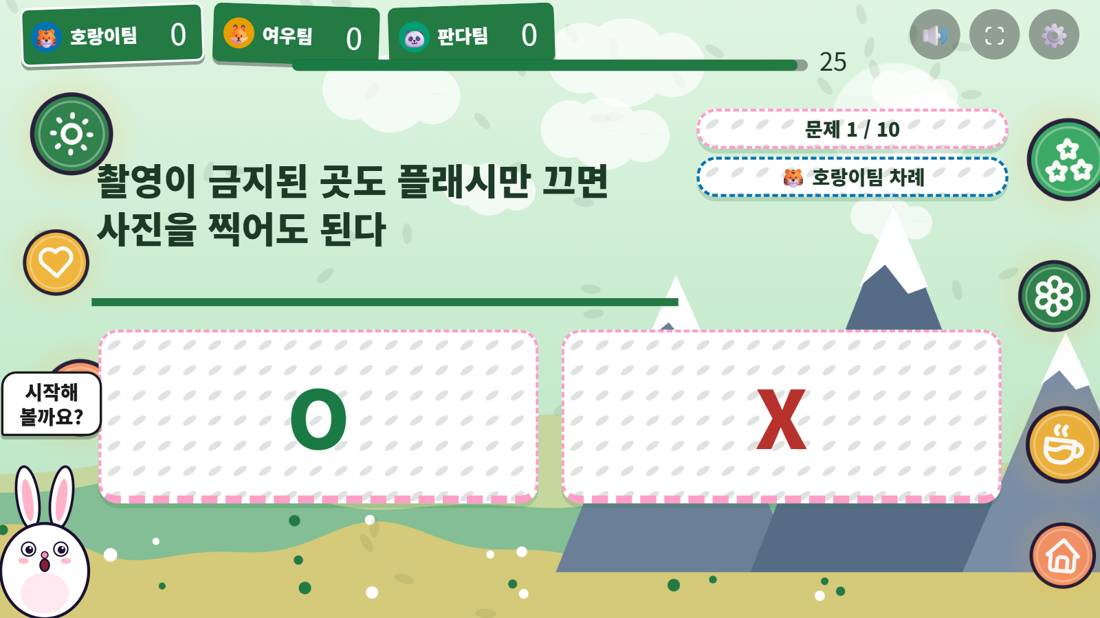 호랑이팀 0
여우팀 0
판다팀 0
25
문제 1 / 10
호랑이팀 차례
촬영이 금지된 곳도 플래시만 끄면
사진을 찍어도 된다
O
X
시작해
볼까요?